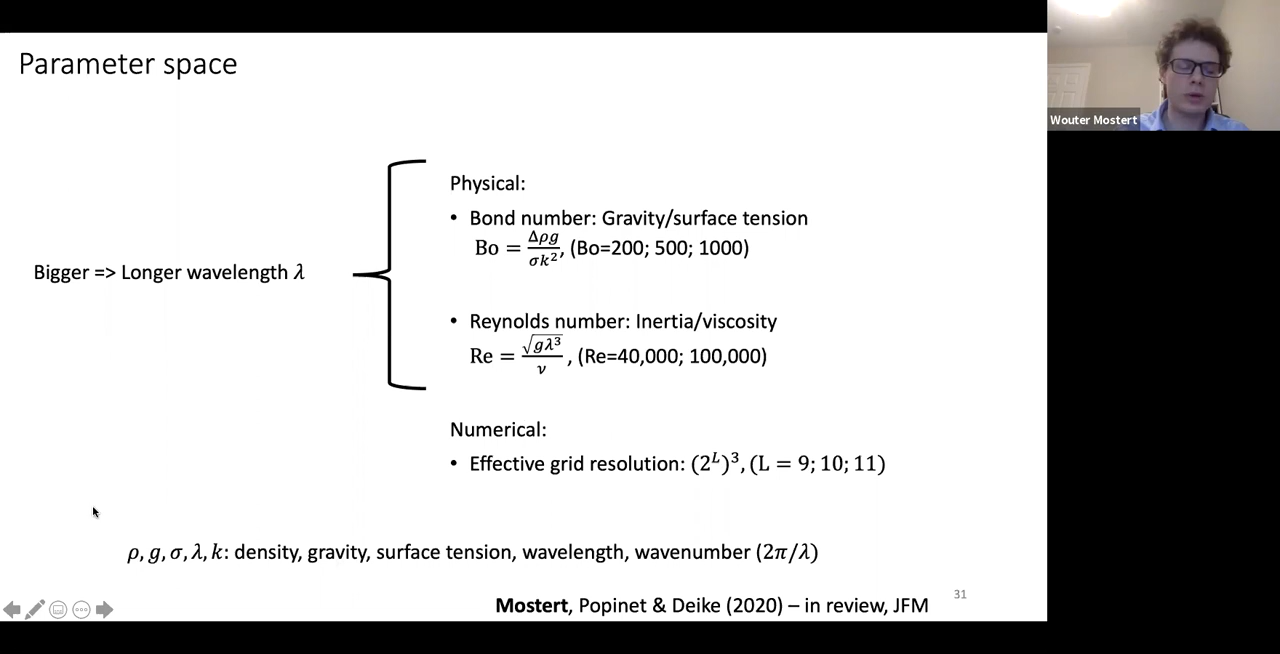 Parameter space
Wouter Mostert
Physical:
• Bond number: Gravity/surface tension
Bo = Δρg/σk², (Bo=200; 500; 1000)
Bigger => Longer wavelength λ
• Reynolds number: Inertia/viscosity
Re = √gλ³/ν, (Re=40,000; 100,000)
Numerical:
• Effective grid resolution: (2^L)³, (L = 9; 10; 11)
ρ, g, σ, λ, k: density, gravity, surface tension, wavelength, wavenumber (2π/λ)
31
Mostert, Popinet & Deike (2020) – in review, JFM